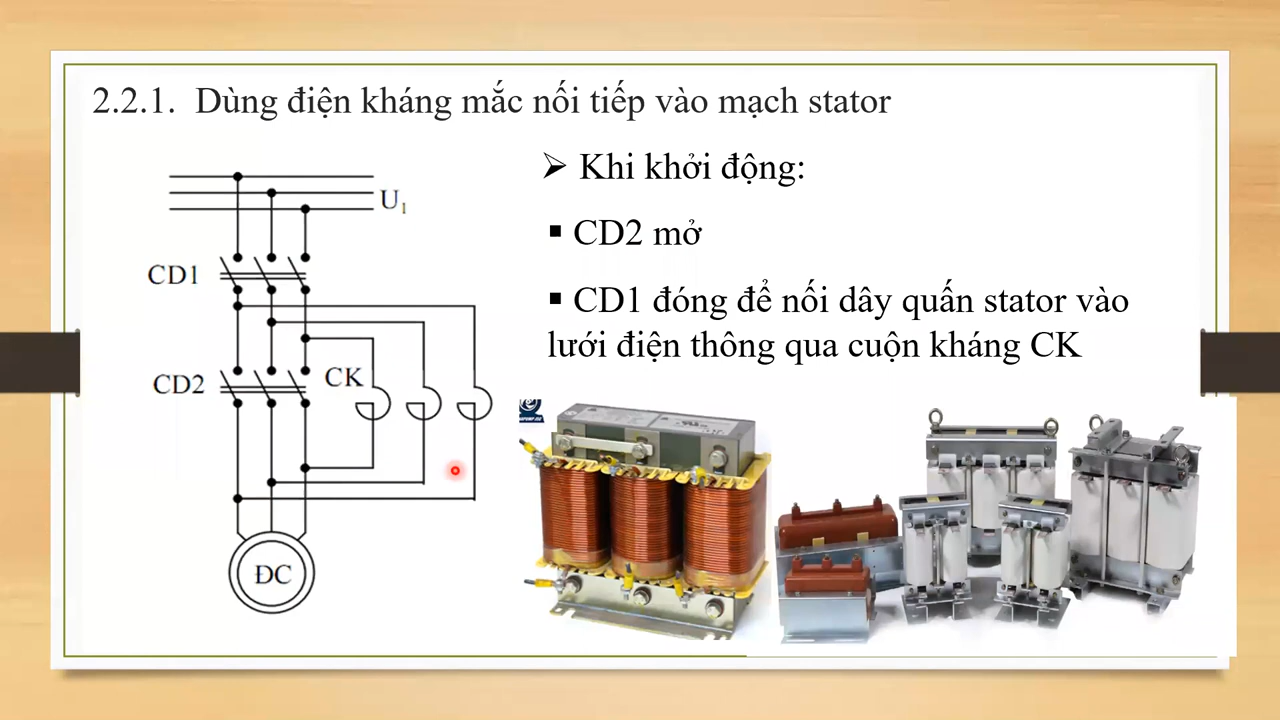 2.2.1. Dùng điện kháng mắc nối tiếp vào mạch stator
➢ Khi khởi động:
▪ CD2 mở
▪ CD1 đóng để nối dây quấn stator vào
lưới điện thông qua cuộn kháng CK
U₁
CD1
CD2
CK
ĐC